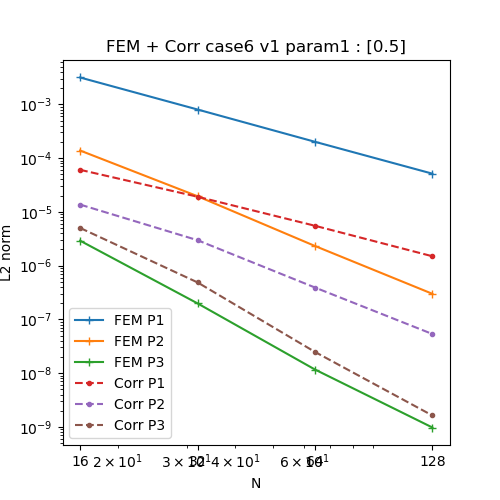 FEM + Corr case6 v1 param1 : [0.5]
L2 norm
10⁻³
10⁻⁴
10⁻⁵
10⁻⁶
10⁻⁷
10⁻⁸
10⁻⁹
FEM P1
FEM P2
FEM P3
Corr P1
Corr P2
Corr P3
16 2 × 10¹ 3 × 10¹ 32 4 × 10¹ 6 × 10¹ 64 128
N